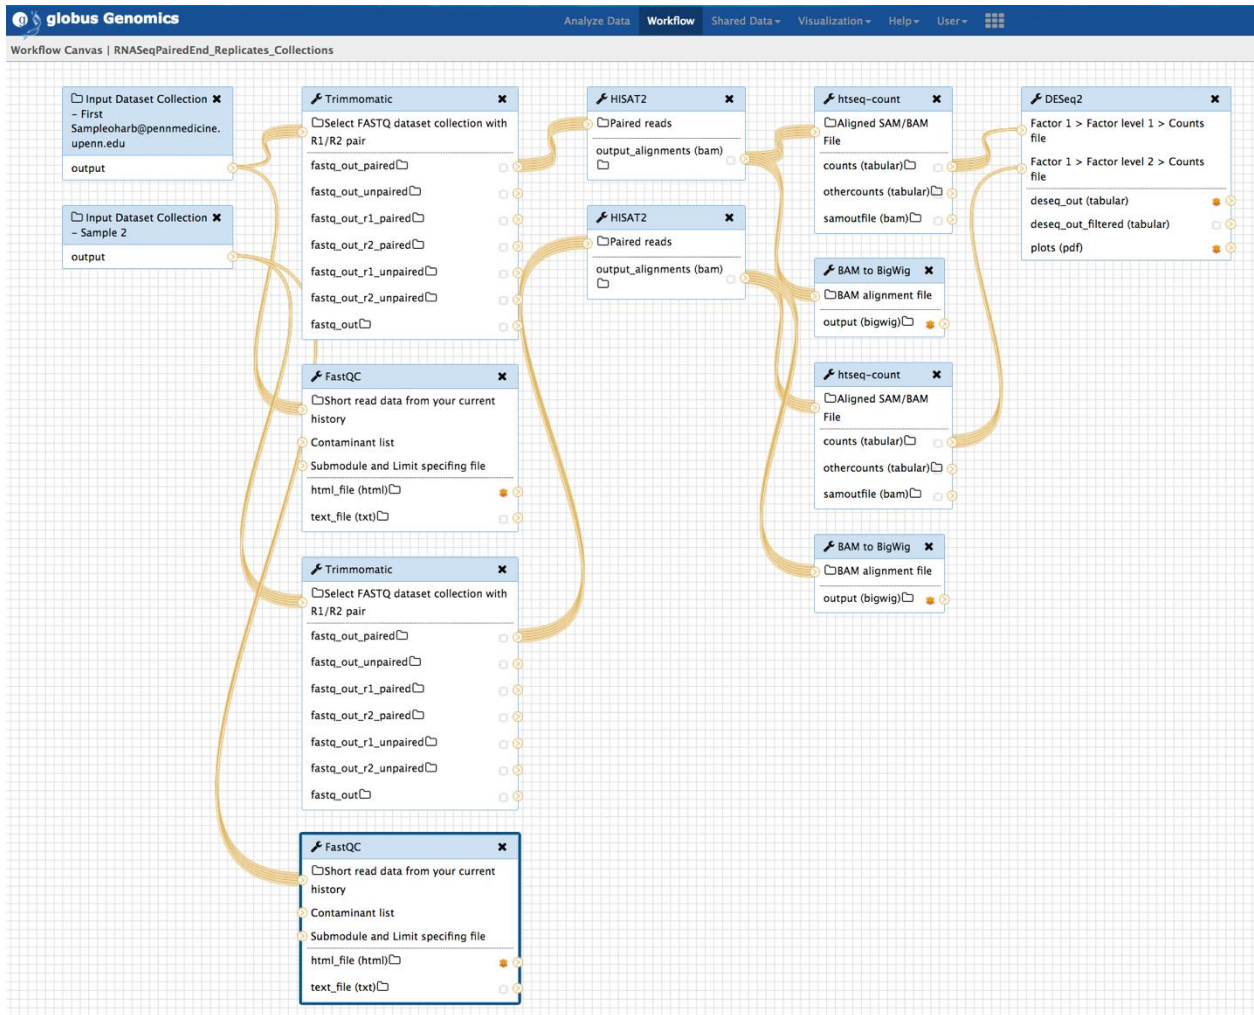 globus Genomics
Analyze Data
Workflow
Shared Data
Visualization
Help
User
Workflow Canvas | RNASeqPairedEnd_Replicates_Collections
Input Dataset Collection
- First
Sampleoharb@pennmedicine.
upenn.edu
output
Input Dataset Collection
- Sample 2
output
Trimmomatic
Select FASTQ dataset collection with
R1/R2 pair
fastq_out_paired
fastq_out_unpaired
fastq_out_r1_paired
fastq_out_r2_paired
fastq_out_r1_unpaired
fastq_out_r2_unpaired
fastq_out
FastQC
Short read data from your current
history
Contaminant list
Submodule and Limit specifing file
html_file (html)
text_file (txt)
Trimmomatic
Select FASTQ dataset collection with
R1/R2 pair
fastq_out_paired
fastq_out_unpaired
fastq_out_r1_paired
fastq_out_r2_paired
fastq_out_r1_unpaired
fastq_out_r2_unpaired
fastq_out
FastQC
Short read data from your current
history
Contaminant list
Submodule and Limit specifing file
html_file (html)
text_file (txt)
HISAT2
Paired reads
output_alignments (bam)
HISAT2
Paired reads
output_alignments (bam)
htseq-count
Aligned SAM/BAM
File
counts (tabular)
othercounts (tabular)
samoutfile (bam)
BAM to BigWig
BAM alignment file
output (bigwig)
htseq-count
Aligned SAM/BAM
File
counts (tabular)
othercounts (tabular)
samoutfile (bam)
BAM to BigWig
BAM alignment file
output (bigwig)
DESeq2
Factor 1 > Factor level 1 > Counts
file
Factor 1 > Factor level 2 > Counts
file
deseq_out (tabular)
deseq_out_filtered (tabular)
plots (pdf)